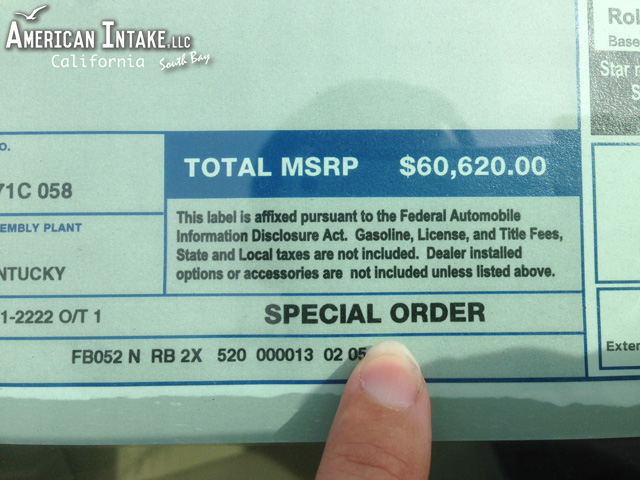 AMERICAN INTAKE, LLC
California South Bay
Base
Star
O.
TOTAL MSRP $60,620.00
71C 058
This label is affixed pursuant to the Federal Automobile
Information Disclosure Act. Gasoline, License, and Title Fees,
State and Local taxes are not included. Dealer installed
options or accessories are not included unless listed above.
EMBLY PLANT
NTUCKY
1-2222 O/T 1
SPECIAL ORDER
FB052 N RB 2X 520 000013 02 05
Exter